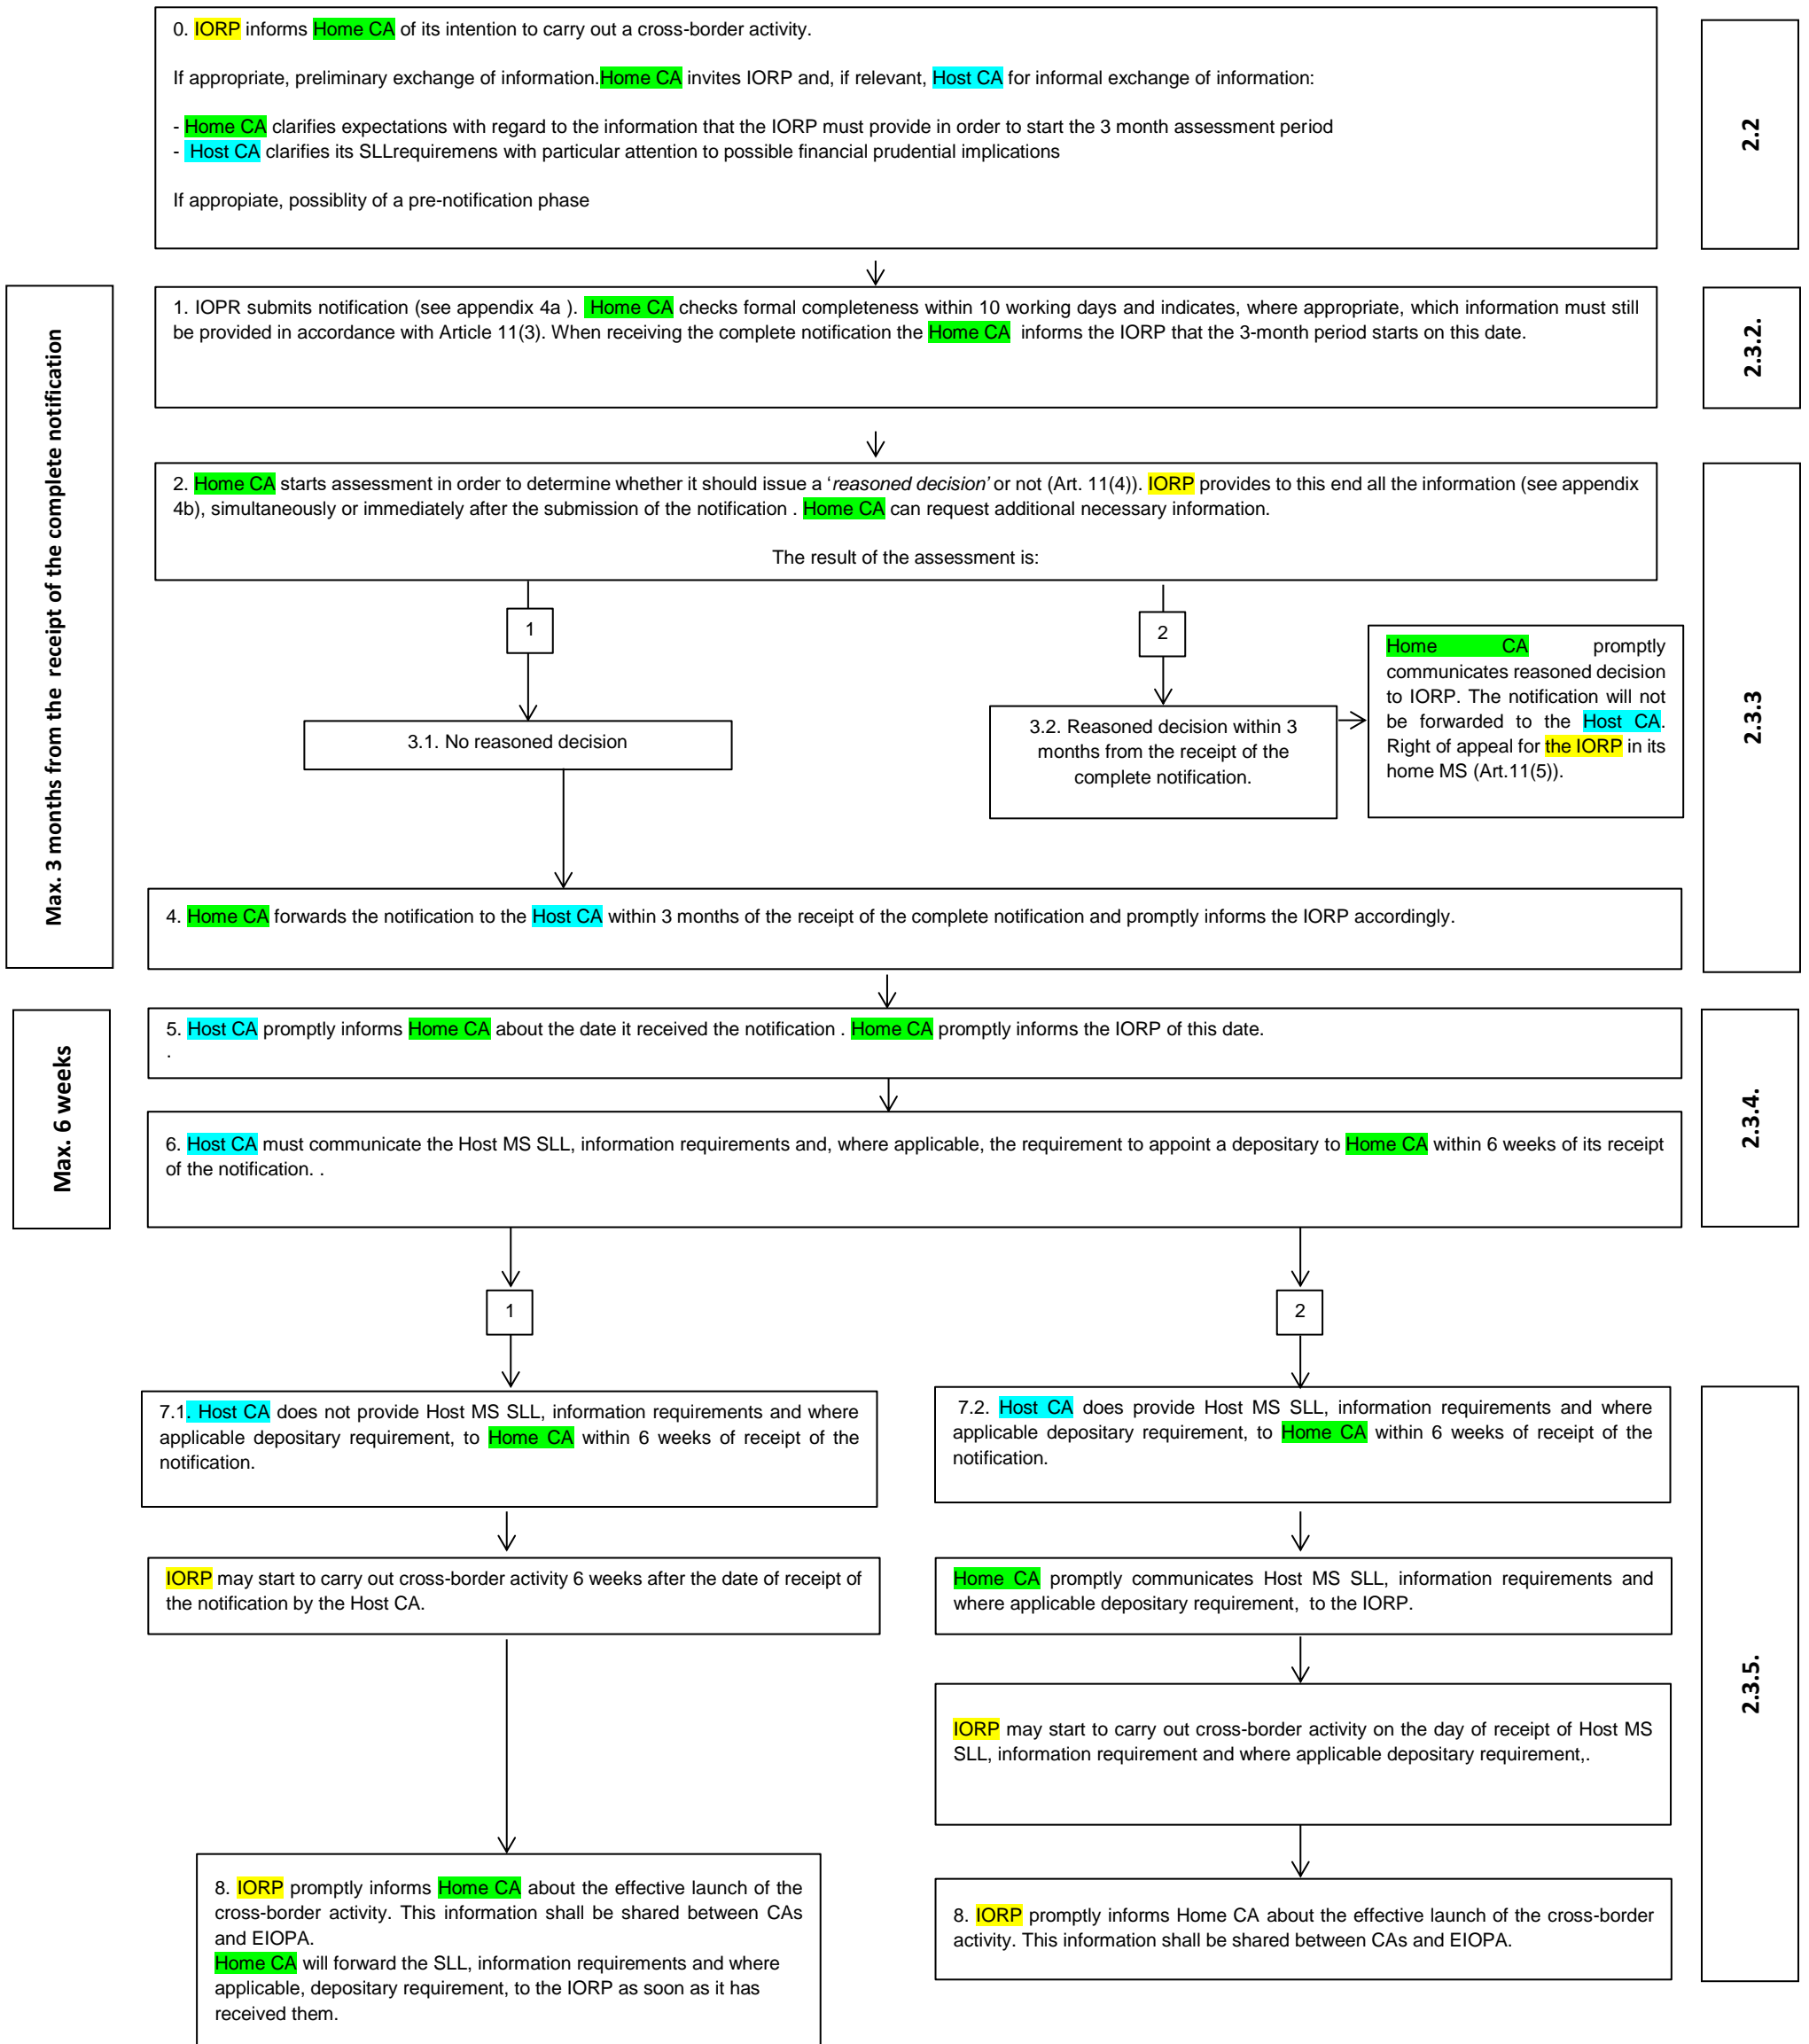 0. IORP informs Home CA of its intention to carry out a cross-border activity.
If appropriate, preliminary exchange of information.Home CA invites IORP and, if relevant, Host CA for informal exchange of information:
- Home CA clarifies expectations with regard to the information that the IORP must provide in order to start the 3 month assessment period
- Host CA clarifies its SLLrequiremens with particular attention to possible financial prudential implications
If appropiate, possiblity of a pre-notification phase
2.2
Max. 3 months from the receipt of the complete notification
1. IOPR submits notification (see appendix 4a ). Home CA checks formal completeness within 10 working days and indicates, where appropriate, which information must still
be provided in accordance with Article 11(3). When receiving the complete notification the Home CA informs the IORP that the 3-month period starts on this date.
2.3.2.
2. Home CA starts assessment in order to determine whether it should issue a ‘reasoned decision’ or not (Art. 11(4)). IORP provides to this end all the information (see appendix
4b), simultaneously or immediately after the submission of the notification . Home CA can request additional necessary information.
The result of the assessment is:
2.3.3
1
2
3.1. No reasoned decision
3.2. Reasoned decision within 3
months from the receipt of the
complete notification.
Home CA promptly
communicates reasoned decision
to IORP. The notification will not
be forwarded to the Host CA.
Right of appeal for the IORP in its
home MS (Art.11(5)).
4. Home CA forwards the notification to the Host CA within 3 months of the receipt of the complete notification and promptly informs the IORP accordingly.
Max. 6 weeks
5. Host CA promptly informs Home CA about the date it received the notification . Home CA promptly informs the IORP of this date.
.
2.3.4.
6. Host CA must communicate the Host MS SLL, information requirements and, where applicable, the requirement to appoint a depositary to Home CA within 6 weeks of its receipt
of the notification. .
1
2
7.1. Host CA does not provide Host MS SLL, information requirements and where
applicable depositary requirement, to Home CA within 6 weeks of receipt of the
notification.
7.2. Host CA does provide Host MS SLL, information requirements and where
applicable depositary requirement, to Home CA within 6 weeks of receipt of the
notification.
2.3.5.
IORP may start to carry out cross-border activity 6 weeks after the date of receipt of
the notification by the Host CA.
Home CA promptly communicates Host MS SLL, information requirements and
where applicable depositary requirement, to the IORP.
IORP may start to carry out cross-border activity on the day of receipt of Host MS
SLL, information requirement and where applicable depositary requirement,.
8. IORP promptly informs Home CA about the effective launch of the
cross-border activity. This information shall be shared between CAs
and EIOPA.
Home CA will forward the SLL, information requirements and where
applicable, depositary requirement, to the IORP as soon as it has
received them.
8. IORP promptly informs Home CA about the effective launch of the cross-border
activity. This information shall be shared between CAs and EIOPA.